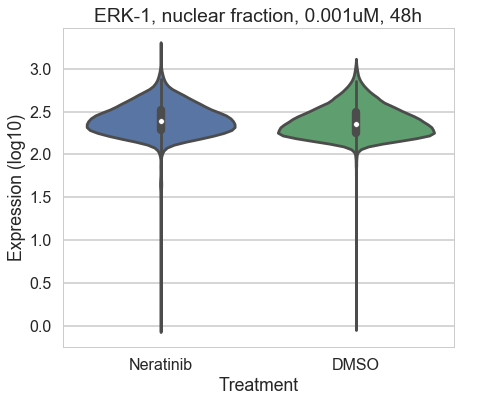 ERK-1, nuclear fraction, 0.001uM, 48h
Expression (log10)
3.0
2.5
2.0
1.5
1.0
0.5
0.0
Neratinib DMSO
Treatment